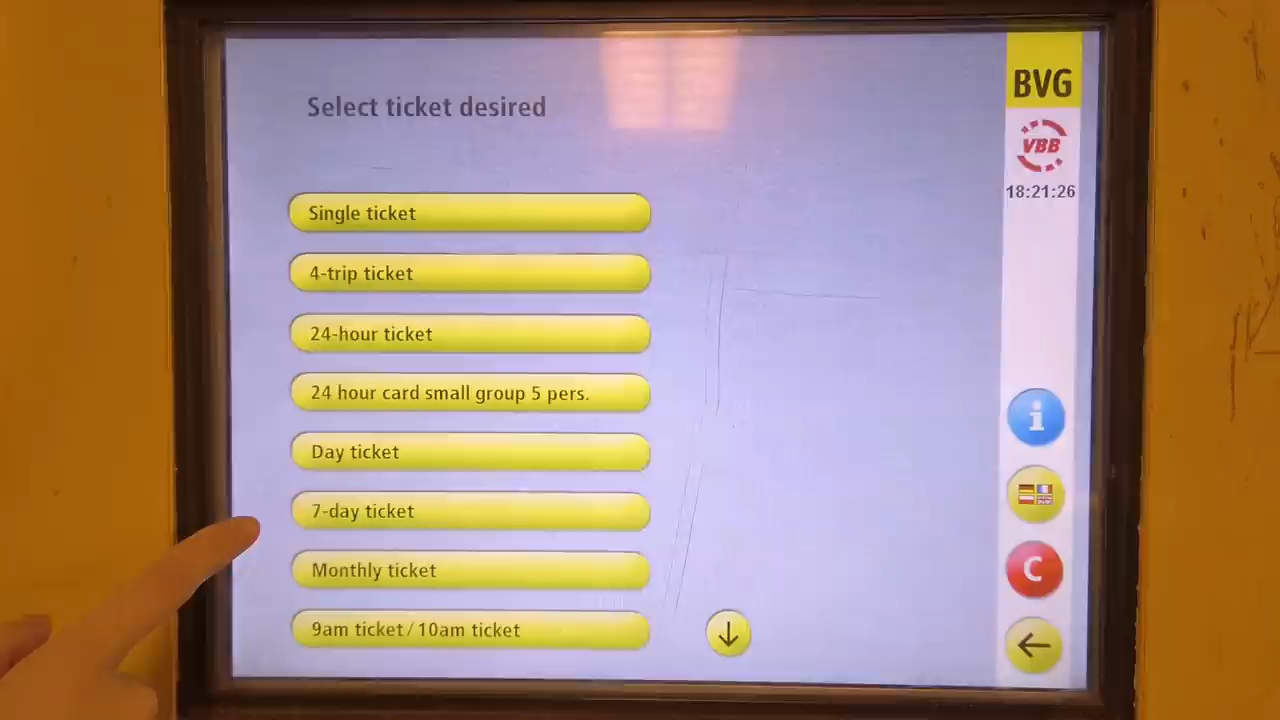 Select ticket desired
BVG
VBB
18:21:26
Single ticket
4-trip ticket
24-hour ticket
24 hour card small group 5 pers.
Day ticket
7-day ticket
Monthly ticket
9am ticket / 10am ticket
i
C